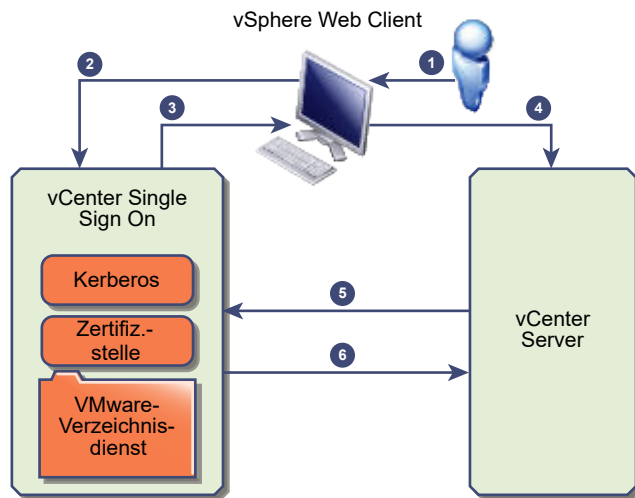 vSphere Web Client
1
2
3
4
vCenter Single
Sign On
Kerberos
Zertifiz.-
stelle
VMware-
Verzeichnis-
dienst
5
6
vCenter
Server